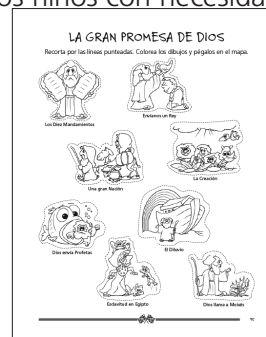 os niños con necesida
LA GRAN PROMESA DE DIOS
Recorta por las líneas punteadas. Colorea los dibujos y pégalos en el mapa.
Los Diez Mandamientos
Envíanos un Rey
Una gran Nación
La Creación
Dios envía Profetas
El Diluvio
Esclavitud en Egipto
Dios llama a Moisés